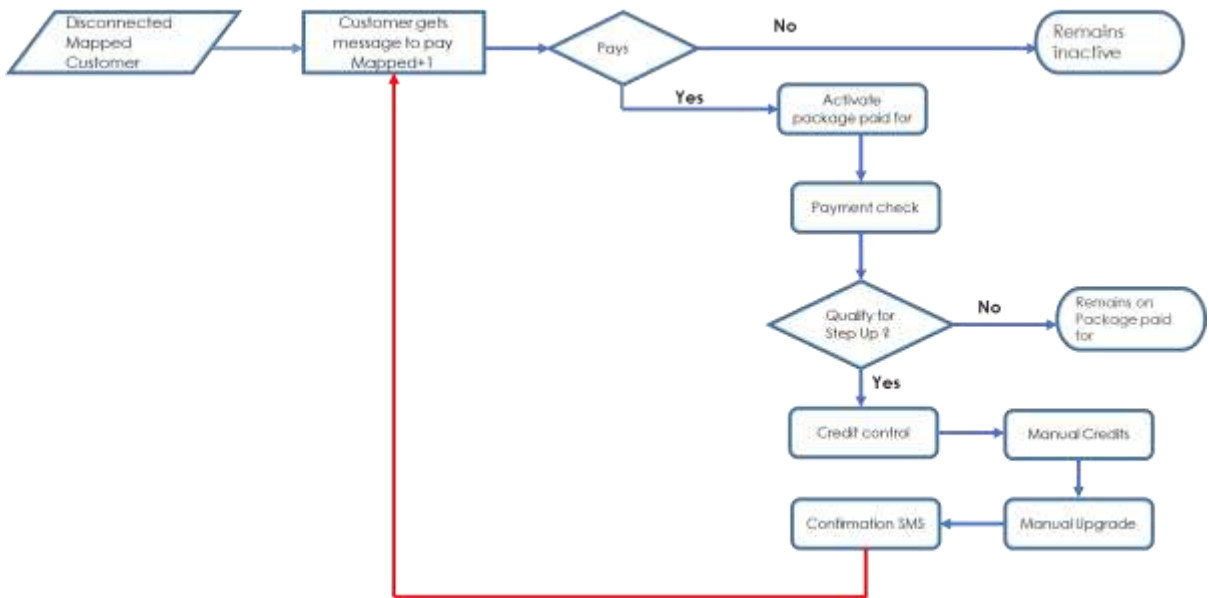 Disconnected
Mapped
Customer
Customer gets
message to pay
Mapped+1
Pays
No
Remains
inactive
Yes
Activate
package paid for
Payment check
Qualify for
Step Up ?
No
Remains on
Package paid
for
Yes
Credit control
Manual Credits
Confirmation SMS
Manual Upgrade